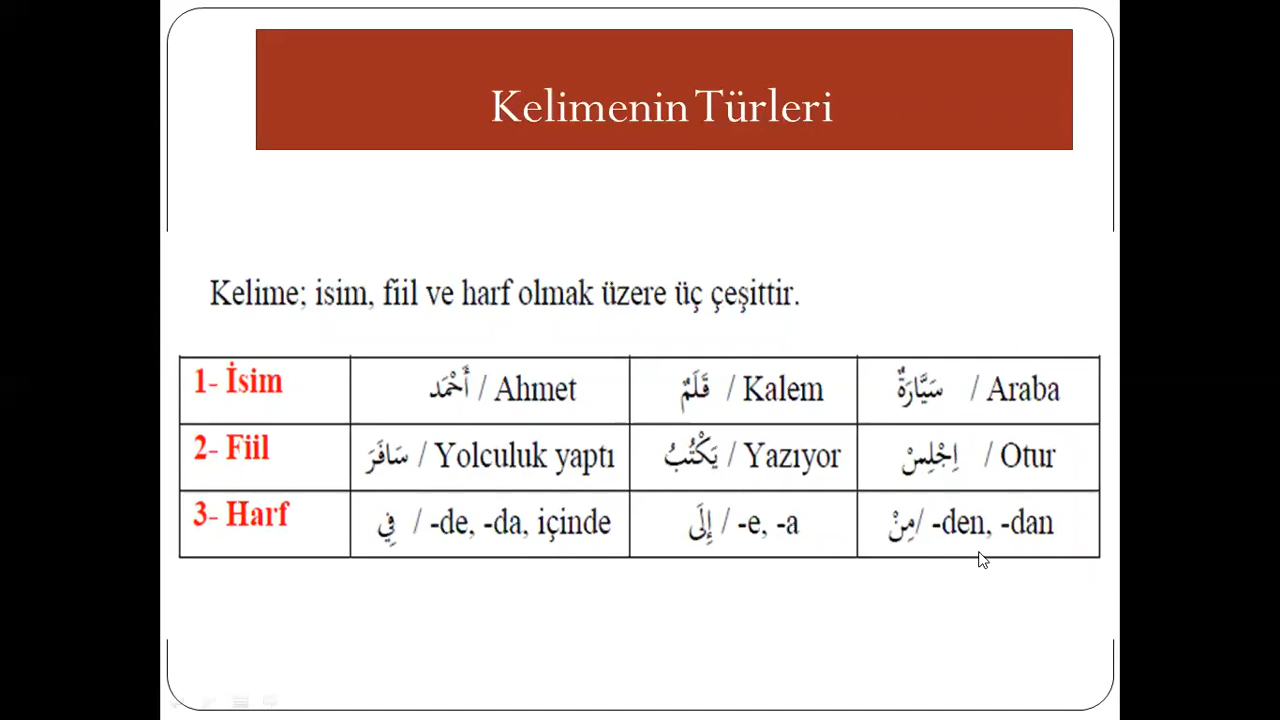 Kelimenin Türleri
Kelime; isim, fiil ve harf olmak üzere üç çeşittir.
1- İsim أَحْمَد / Ahmet قَلَمٌ / Kalem سَيَّارَةٌ / Araba
2- Fiil سَافَرَ / Yolculuk yaptı يَكْتُبُ / Yazıyor اِجْلِسْ / Otur
3- Harf فِي / -de, -da, içinde إِلَى / -e, -a مِنْ / -den, -dan